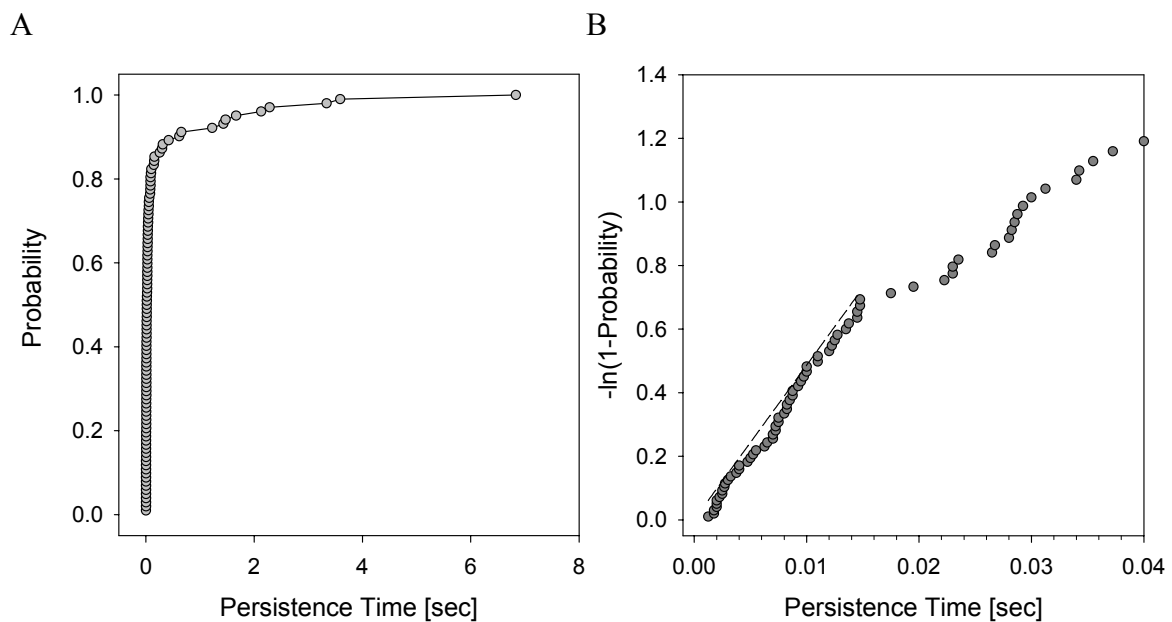 A
B
Probability
1.0
0.8
0.6
0.4
0.2
0.0
0 2 4 6 8
Persistence Time [sec]
-ln(1-Probability)
1.4
1.2
1.0
0.8
0.6
0.4
0.2
0.0
0.00 0.01 0.02 0.03 0.04
Persistence Time [sec]